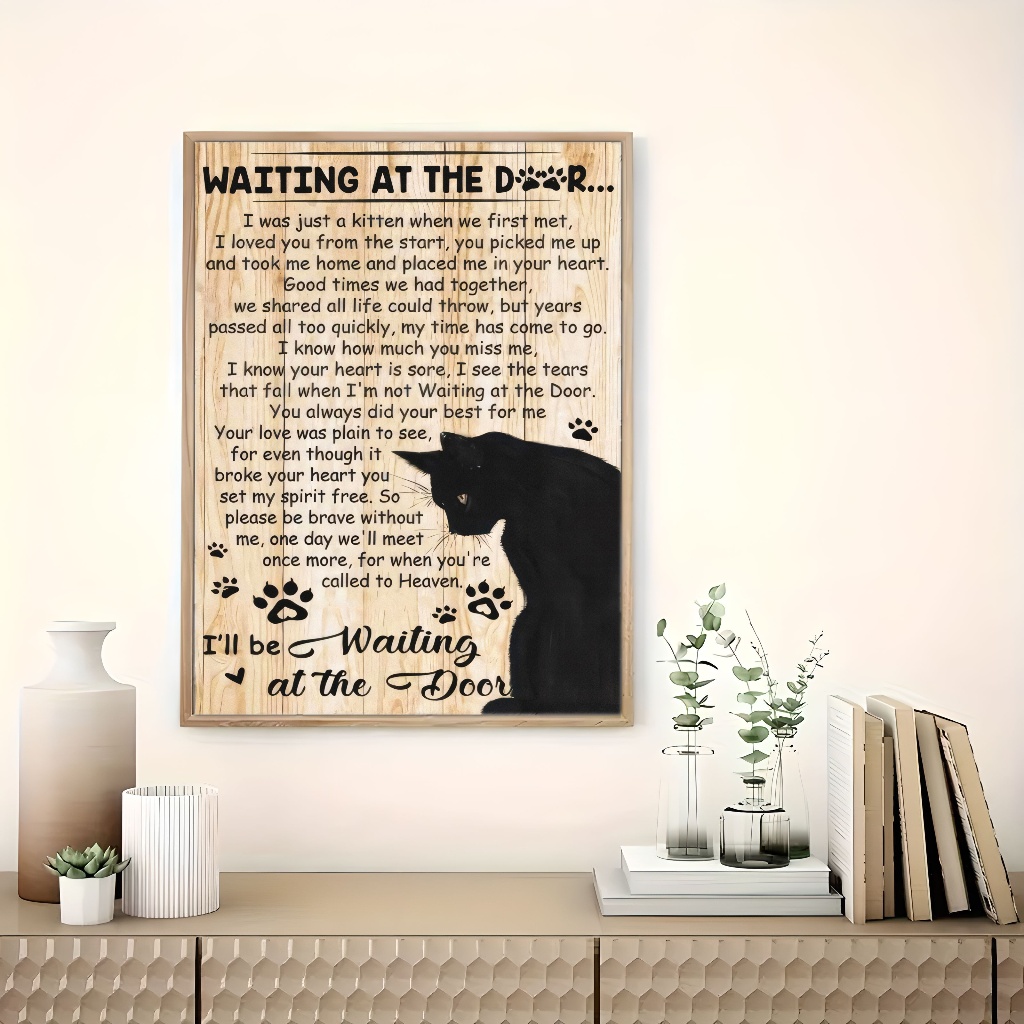 WAITING AT THE DOOR...
I was just a kitten when we first met,
I loved you from the start, you picked me up
and took me home and placed me in your heart.
Good times we had together,
we shared all life could throw, but years
passed all too quickly, my time has come to go.
I know how much you miss me,
I know your heart is sore, I see the tears
that fall when I'm not Waiting at the Door.
You always did your best for me
Your love was plain to see,
for even though it
broke your heart you
set my spirit free. So
please be brave without
me, one day we'll meet
once more, for when you're
called to Heaven.
I'll be Waiting
at the Door